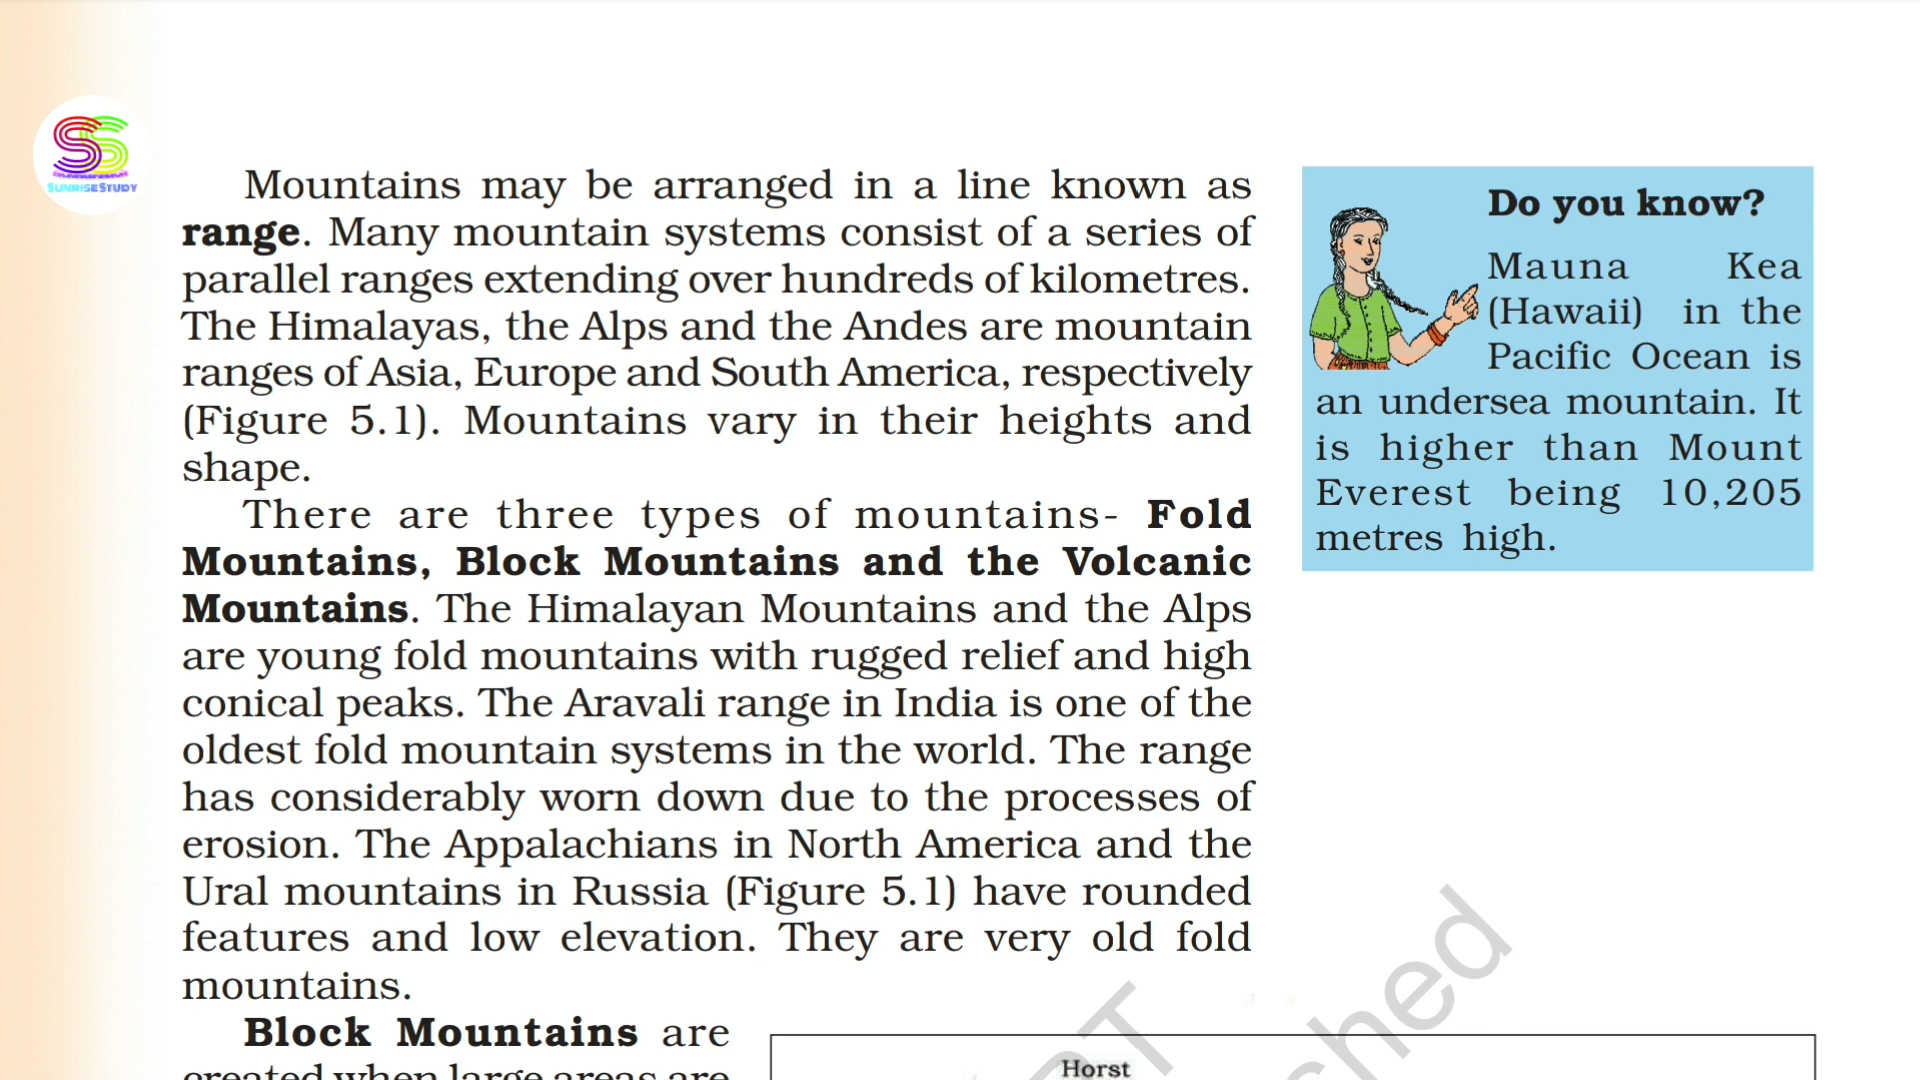 SUNRISE STUDY
Mountains may be arranged in a line known as
range. Many mountain systems consist of a series of
parallel ranges extending over hundreds of kilometres.
The Himalayas, the Alps and the Andes are mountain
ranges of Asia, Europe and South America, respectively
(Figure 5.1). Mountains vary in their heights and
shape.
There are three types of mountains- Fold
Mountains, Block Mountains and the Volcanic
Mountains. The Himalayan Mountains and the Alps
are young fold mountains with rugged relief and high
conical peaks. The Aravali range in India is one of the
oldest fold mountain systems in the world. The range
has considerably worn down due to the processes of
erosion. The Appalachians in North America and the
Ural mountains in Russia (Figure 5.1) have rounded
features and low elevation. They are very old fold
mountains.
Block Mountains are
created when large areas are
Do you know?
Mauna Kea
(Hawaii) in the
Pacific Ocean is
an undersea mountain. It
is higher than Mount
Everest being 10,205
metres high.
Horst